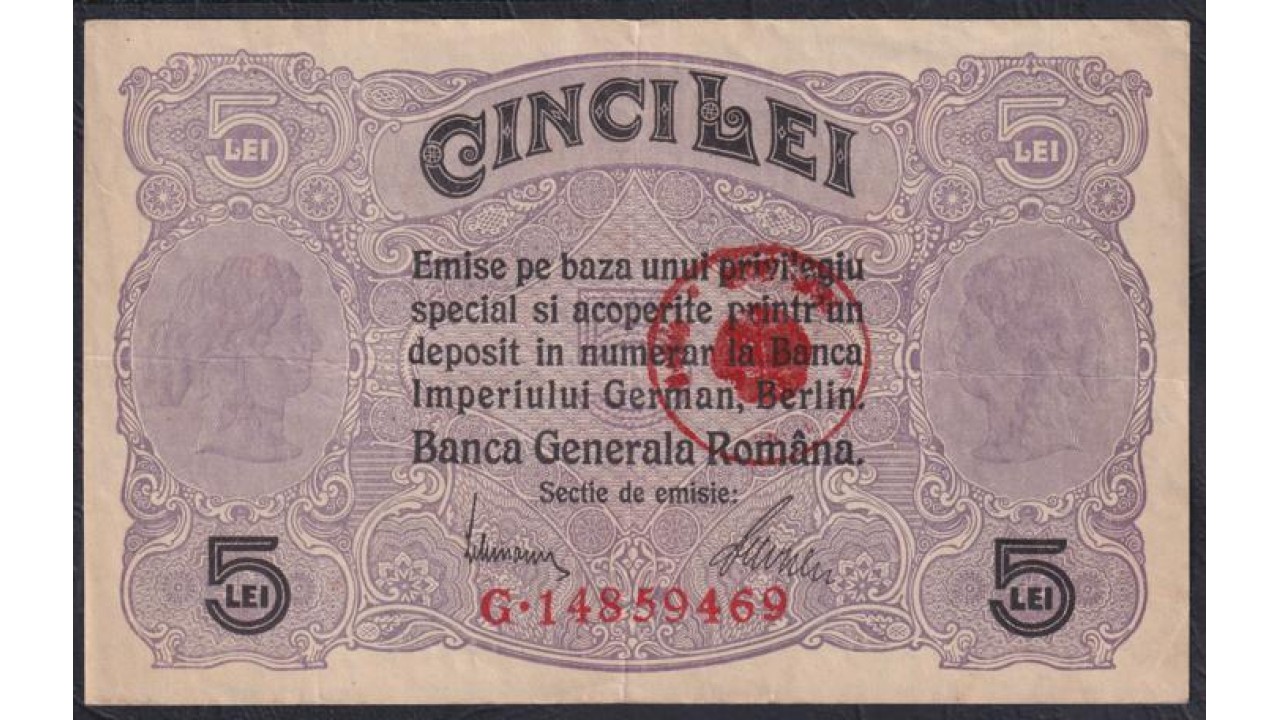 5 LEI
CINCI LEI
5 LEI
Emise pe baza unui privilegiu
special si acoperite printr'un
deposit in numerar la Banca
Imperiului German, Berlin.
Banca Generala Română.
Sectie de emisie:
5 LEI
5 LEI
G·14859469